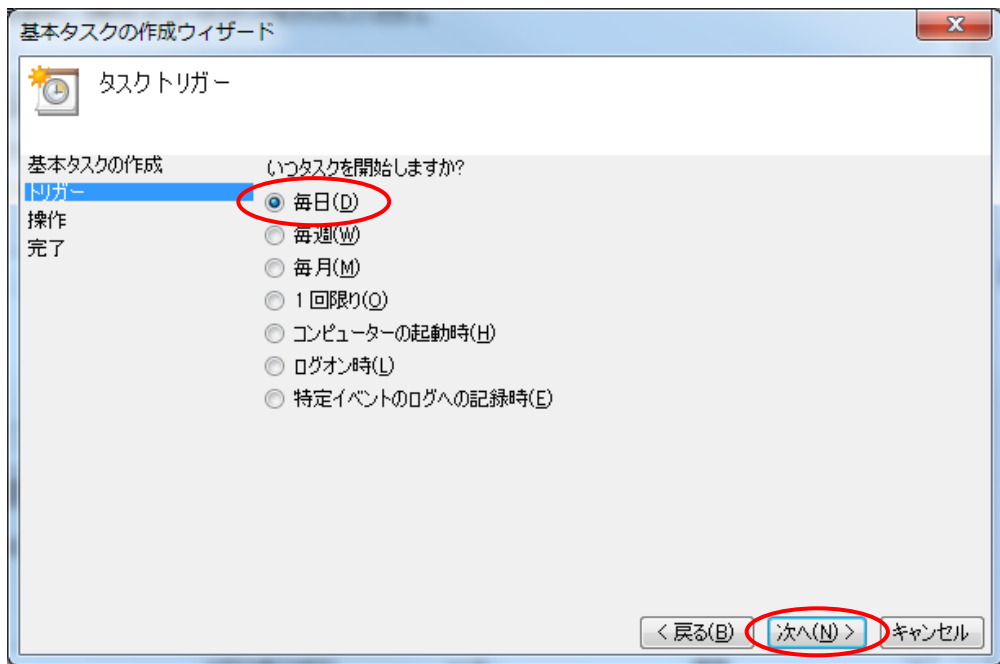 基本タスクの作成ウィザード
タスクトリガー
基本タスクの作成
トリガー
操作
完了
いつタスクを開始しますか?
毎日(D)
毎週(W)
毎月(M)
1 回限り(O)
コンピューターの起動時(H)
ログオン時(L)
特定イベントのログへの記録時(E)
< 戻る(B)
次へ(N) >
キャンセル